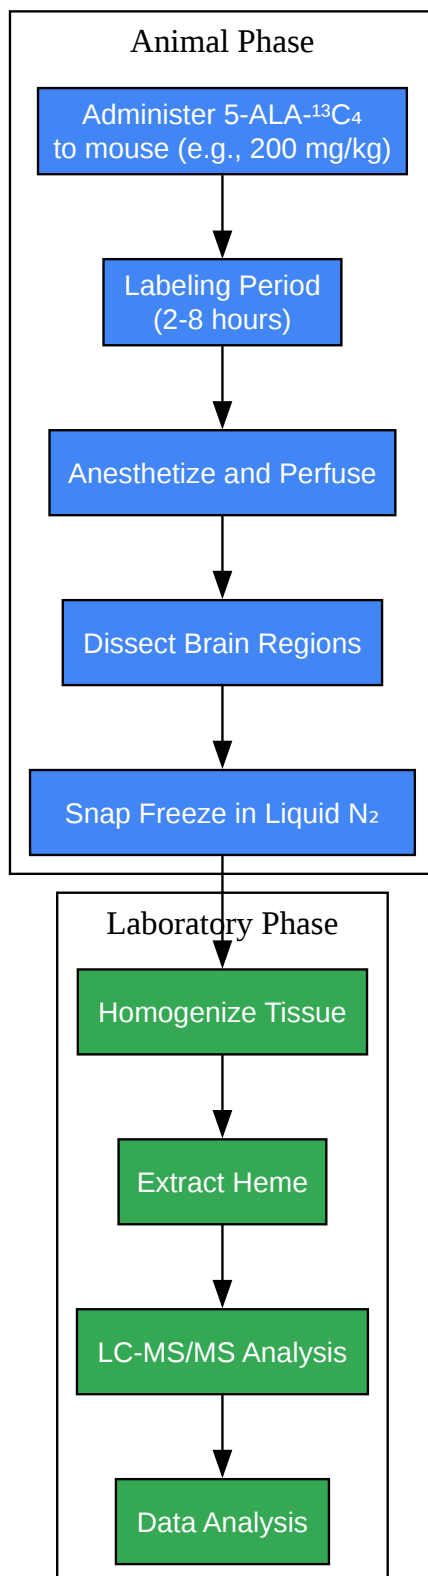 Animal Phase
Administer 5-ALA-¹³C₄
to mouse (e.g., 200 mg/kg)
Labeling Period
(2-8 hours)
Anesthetize and Perfuse
Dissect Brain Regions
Snap Freeze in Liquid N₂
Laboratory Phase
Homogenize Tissue
Extract Heme
LC-MS/MS Analysis
Data Analysis